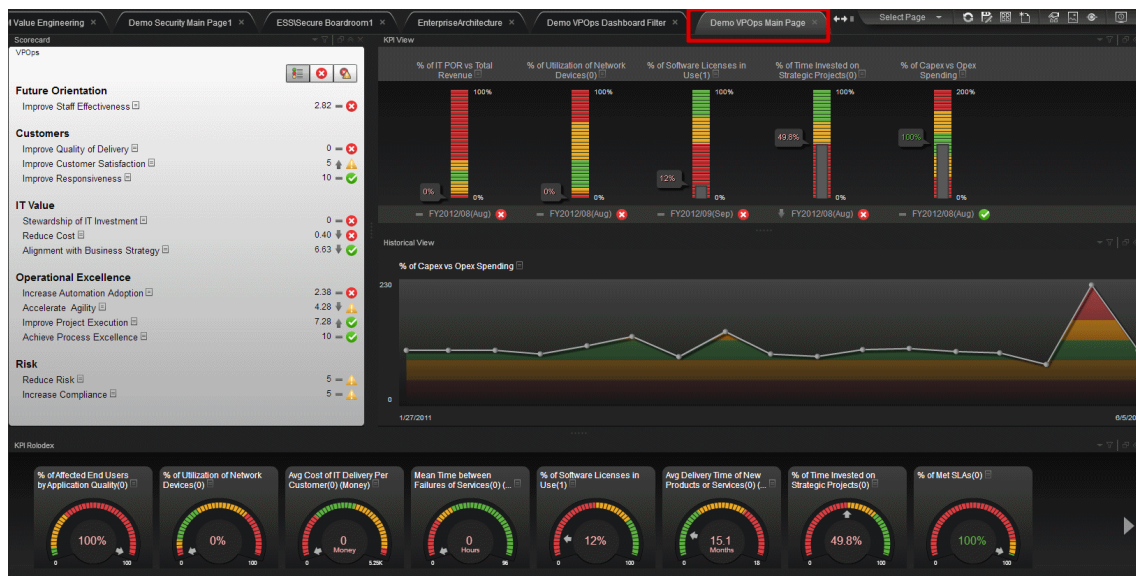 l Value Engineering ×
Demo Security Main Page1 ×
ESS\Secure Boardroom1 ×
EnterpriseArchitecture ×
Demo VPOps Dashboard Filter ×
Demo VPOps Main Page ×
Select Page
Scorecard
VPOps
Future Orientation
Improve Staff Effectiveness 2.82
Customers
Improve Quality of Delivery 0
Improve Customer Satisfaction 5
Improve Responsiveness 10
IT Value
Stewardship of IT Investment 0
Reduce Cost 0.40
Alignment with Business Strategy 6.63
Operational Excellence
Increase Automation Adoption 2.38
Accelerate Agility 4.28
Improve Project Execution 7.28
Achieve Process Excellence 10
Risk
Reduce Risk 5
Increase Compliance 5
KPI View
% of IT POR vs Total
Revenue
100%
0%
0%
FY2012/08(Aug)
% of Utilization of Network
Devices(0)
100%
0%
0%
FY2012/08(Aug)
% of Software Licenses in
Use(1)
100%
12%
0%
FY2012/09(Sep)
% of Time Invested on
Strategic Projects(0)
100%
49.8%
0%
FY2012/08(Aug)
% of Capex vs Opex
Spending
200%
100%
0%
FY2012/08(Aug)
Historical View
% of Capex vs Opex Spending
230
0
1/27/2011
6/5/20
KPI Rolodex
% of Affected End Users
by Application Quality(0)
100%
0 100
% of Utilization of Network
Devices(0)
0%
0 100
Avg Cost of IT Delivery Per
Customer(0) (Money)
0
Money
0 5.25K
Mean Time between
Failures of Services(0) (...
0
Hours
0 96
% of Software Licenses in
Use(1)
12%
0 100
Avg Delivery Time of New
Products or Services(0) (...
15.1
Months
0 18
% of Time Invested on
Strategic Projects(0)
49.8%
0 100
% of Met SLAs(0)
100%
0 100